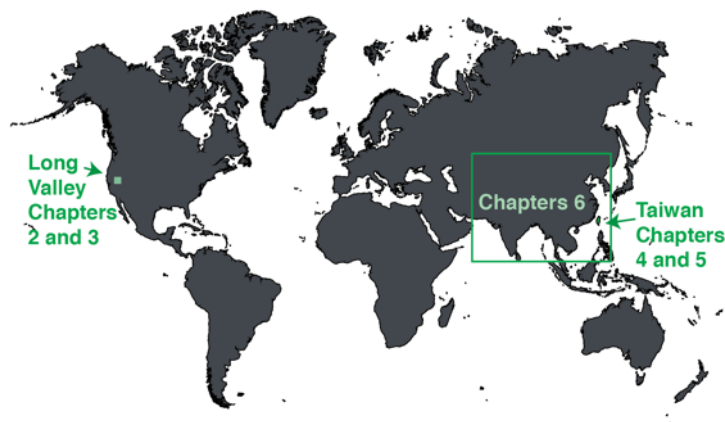 Long
Valley
Chapters
2 and 3
Chapters 6
Taiwan
Chapters
4 and 5